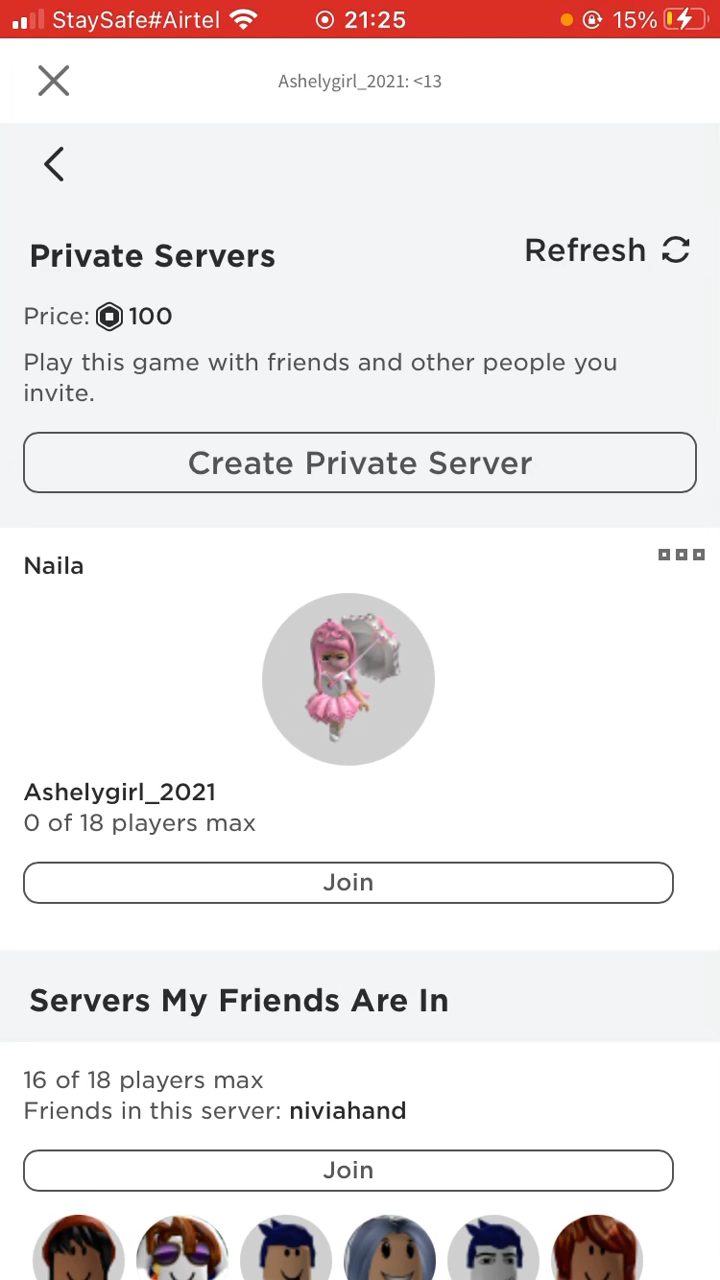 StaySafe#Airtel 21:25 15%
Ashelygirl_2021: <13
Private Servers
Refresh
Price: 100
Play this game with friends and other people you
invite.
Create Private Server
Naila
Ashelygirl_2021
0 of 18 players max
Join
Servers My Friends Are In
16 of 18 players max
Friends in this server: niviahand
Join